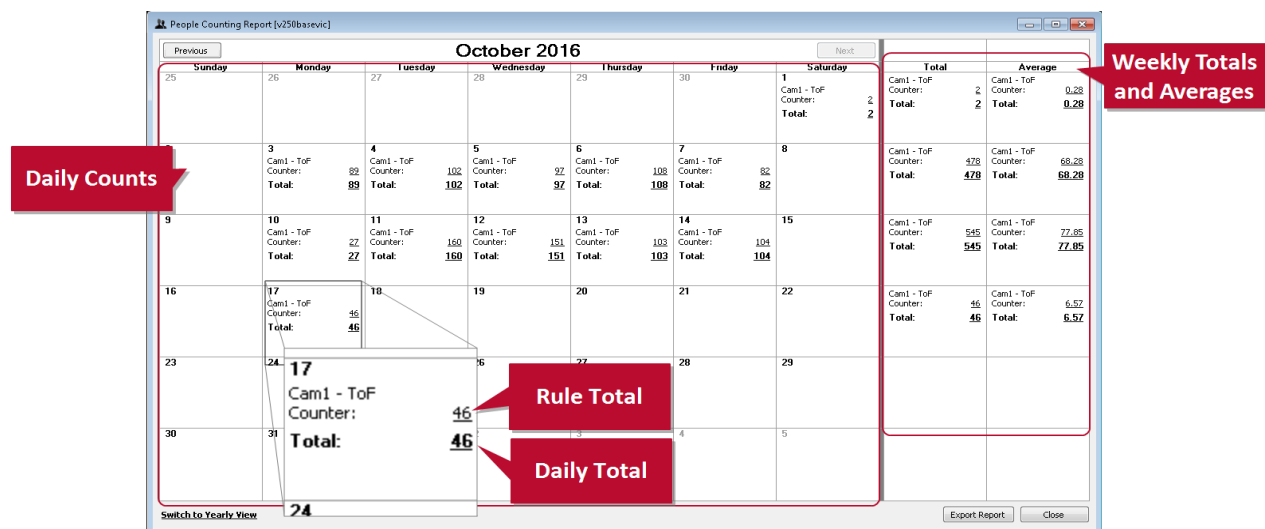 People Counting Report [v250basevic]
Previous
October 2016
Next
Sunday Monday Tuesday Wednesday Thursday Friday Saturday Total Average
25 26 27 28 29 30 1
Cam1 - ToF Cam1 - ToF Cam1 - ToF
Counter: 2 Counter: 2 Counter: 0.28
Total: 2 Total: 2 Total: 0.28
Weekly Totals
and Averages
3 4 5 6 7 8
Cam1 - ToF Cam1 - ToF Cam1 - ToF Cam1 - ToF Cam1 - ToF Cam1 - ToF Cam1 - ToF
Counter: 89 Counter: 102 Counter: 97 Counter: 108 Counter: 82 Counter: 478 Counter: 68.28
Total: 89 Total: 102 Total: 97 Total: 108 Total: 82 Total: 478 Total: 68.28
Daily Counts
9 10 11 12 13 14 15
Cam1 - ToF Cam1 - ToF Cam1 - ToF Cam1 - ToF Cam1 - ToF Cam1 - ToF Cam1 - ToF
Counter: 27 Counter: 160 Counter: 151 Counter: 103 Counter: 104 Counter: 545 Counter: 77.85
Total: 27 Total: 160 Total: 151 Total: 103 Total: 104 Total: 545 Total: 77.85
16 17 18 19 20 21 22
Cam1 - ToF Cam1 - ToF Cam1 - ToF
Counter: 46 Counter: 46 Counter: 6.57
Total: 46 Total: 46 Total: 6.57
23 24 27 28 29
17
Cam1 - ToF
Counter: 46
Rule Total
30 31 3 4 5
Total: 46
Daily Total
24
Switch to Yearly View
Export Report Close